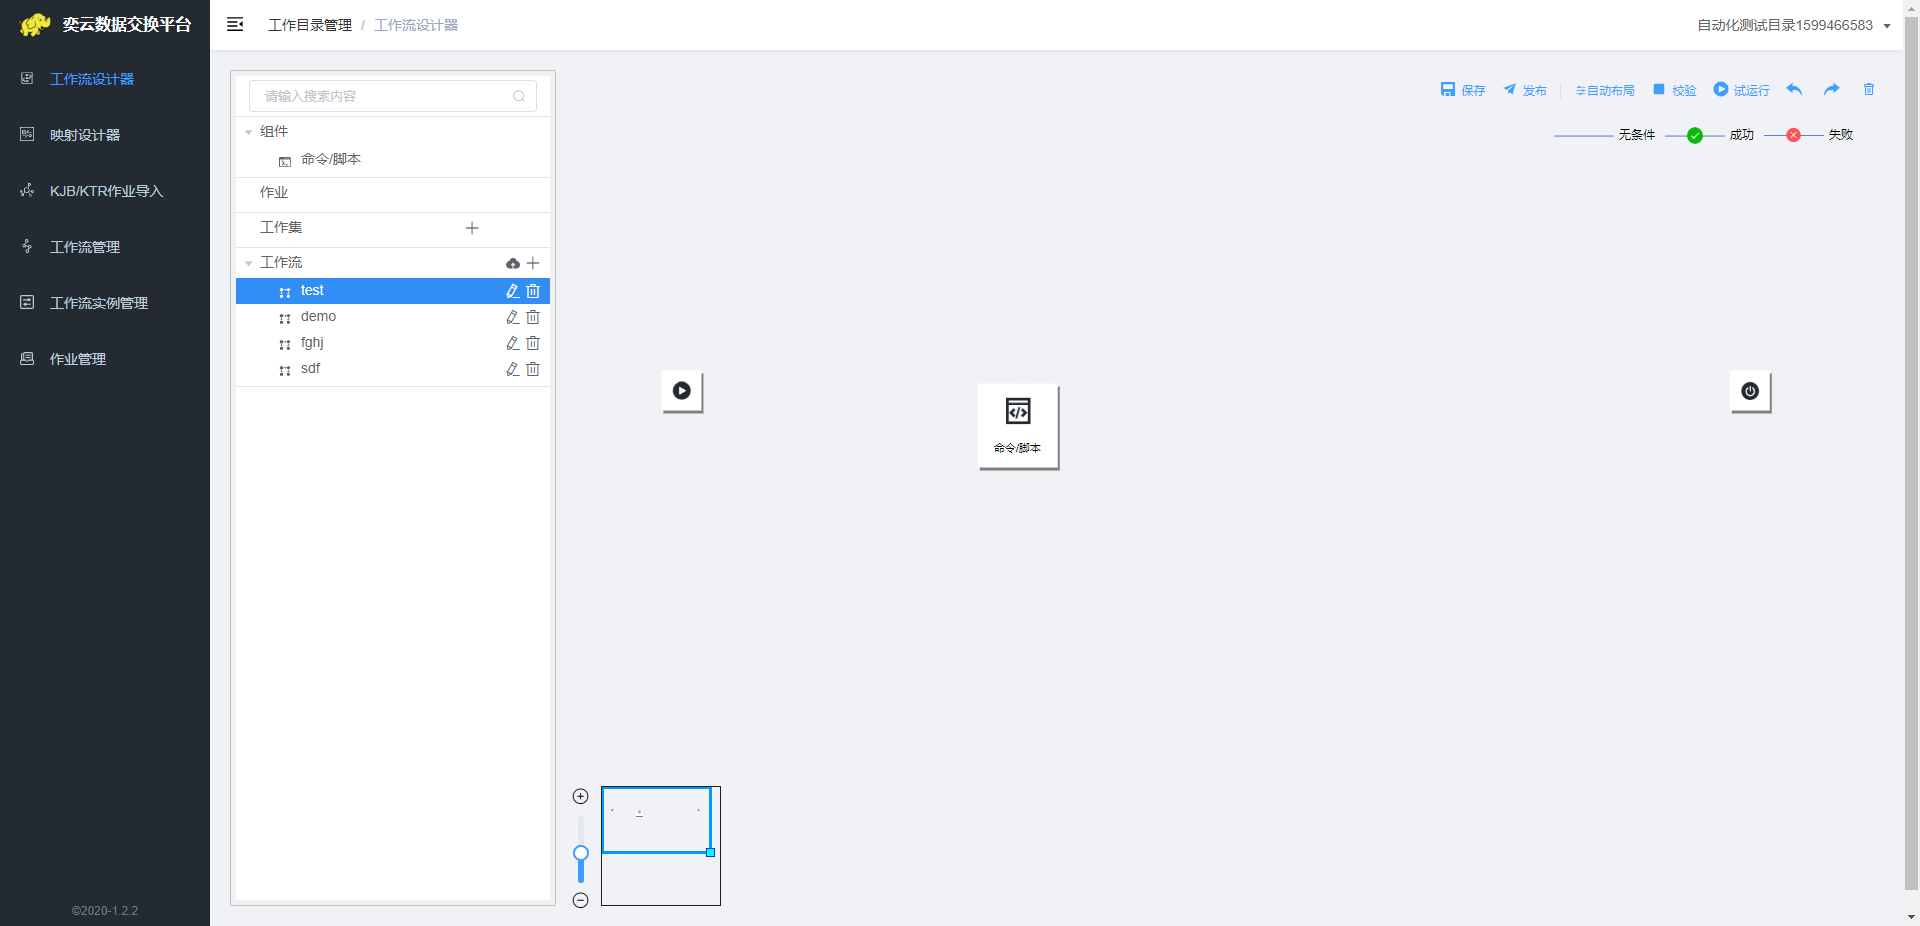 奕云数据交换平台
工作目录管理 / 工作流设计器
自动化测试目录1599466583
工作流设计器
映射设计器
KJB/KTR作业导入
工作流管理
工作流实例管理
作业管理
©2020-1.2.2
请输入搜索内容
组件
命令/脚本
作业
工作集
工作流
test
demo
fghj
sdf
保存 发布 自动布局 校验 试运行
无条件 成功 失败
命令/脚本